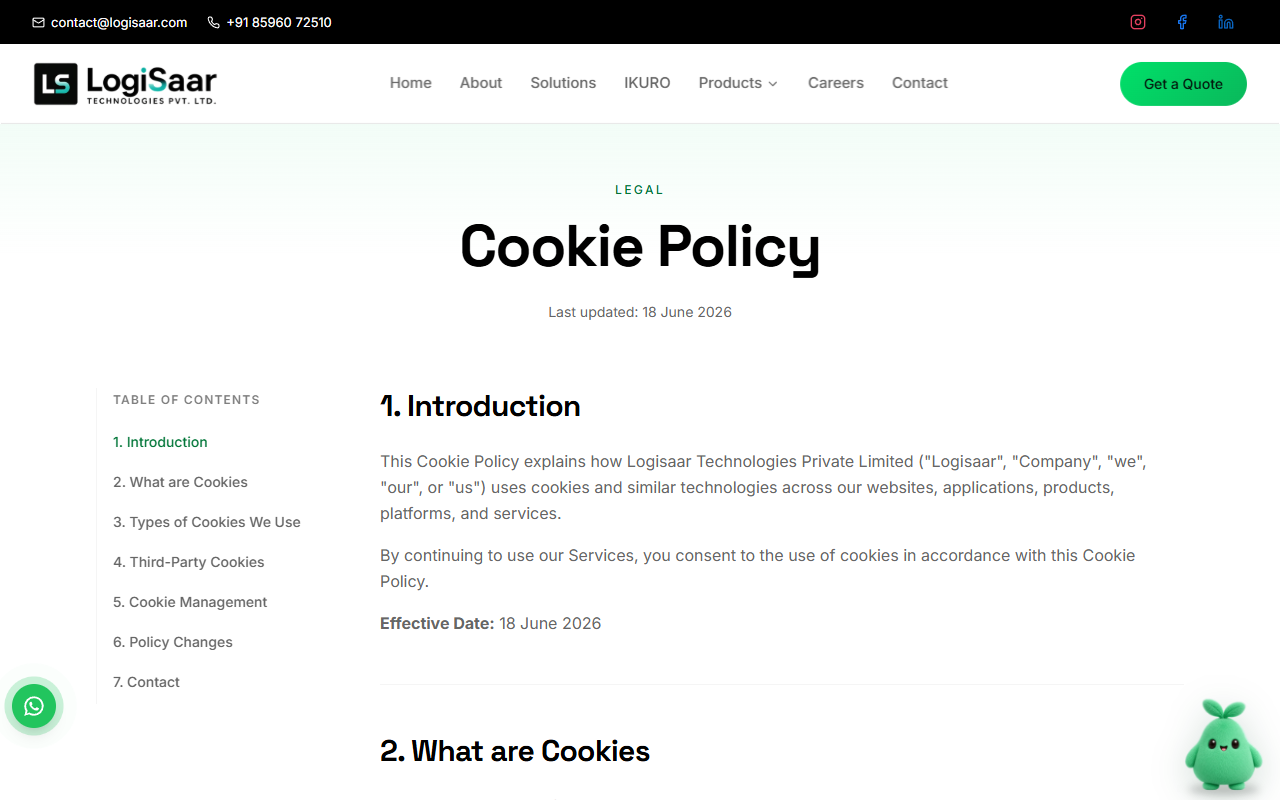 contact@logisaar.com +91 85960 72510
LS LogiSaar
TECHNOLOGIES PVT. LTD.
Home About Solutions IKURO Products Careers Contact
Get a Quote
LEGAL
Cookie Policy
Last updated: 18 June 2026
TABLE OF CONTENTS
1. Introduction
2. What are Cookies
3. Types of Cookies We Use
4. Third-Party Cookies
5. Cookie Management
6. Policy Changes
7. Contact
1. Introduction
This Cookie Policy explains how Logisaar Technologies Private Limited ("Logisaar", "Company", "we",
"our", or "us") uses cookies and similar technologies across our websites, applications, products,
platforms, and services.
By continuing to use our Services, you consent to the use of cookies in accordance with this Cookie
Policy.
Effective Date: 18 June 2026
2. What are Cookies